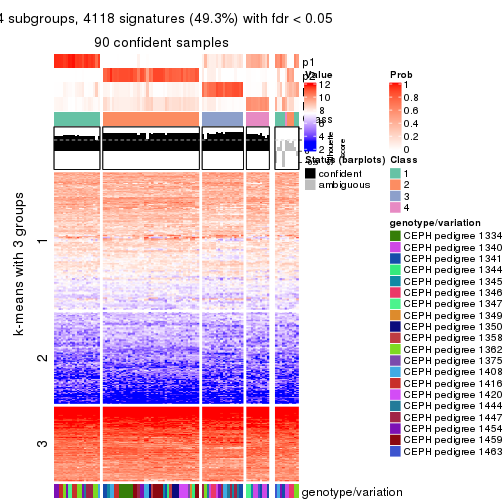 4 subgroups, 4118 signatures (49.3%) with fdr < 0.05
90 confident samples
p1
Value
12
10
8
6
4
2
Prob
1
0.8
0.6
0.4
0.2
0
Class
Silhouette
score
Status (barplots)
confident
ambiguous
Class
1
2
3
4
k-means with 3 groups
1
2
3
genotype/variation
CEPH pedigree 1334
CEPH pedigree 1340
CEPH pedigree 1341
CEPH pedigree 1344
CEPH pedigree 1345
CEPH pedigree 1346
CEPH pedigree 1347
CEPH pedigree 1349
CEPH pedigree 1350
CEPH pedigree 1358
CEPH pedigree 1362
CEPH pedigree 1375
CEPH pedigree 1408
CEPH pedigree 1416
CEPH pedigree 1420
CEPH pedigree 1444
CEPH pedigree 1447
CEPH pedigree 1454
CEPH pedigree 1459
CEPH pedigree 1463
genotype/variation